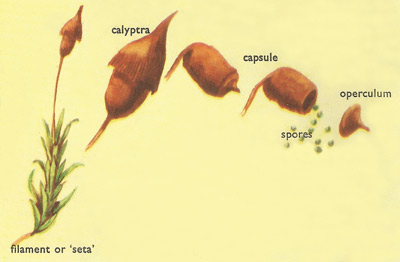 calyptra
capsule
operculum
spores
filament or ‘seta’